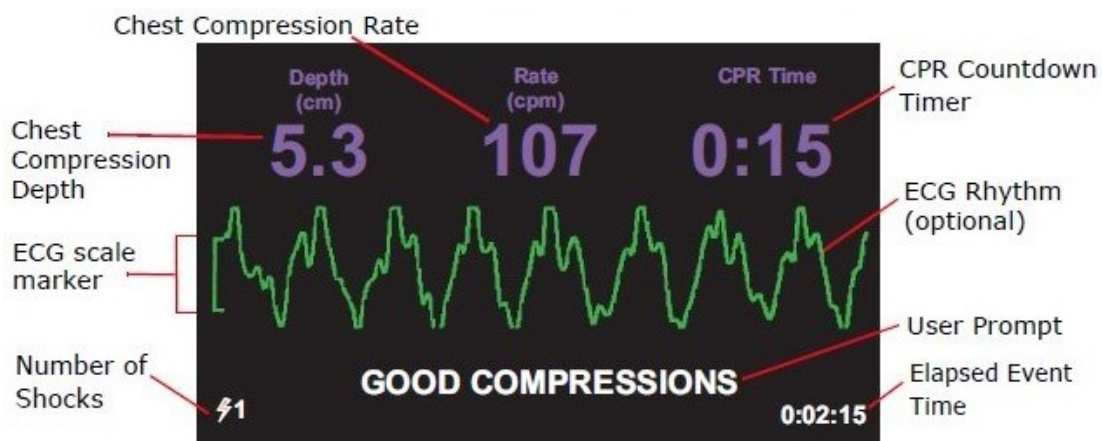 Chest Compression Rate
Depth
(cm)
Rate
(cpm)
CPR Time
CPR Countdown
Timer
Chest
Compression
Depth
5.3
107
0:15
ECG Rhythm
(optional)
ECG scale
marker
User Prompt
Number of
Shocks
GOOD COMPRESSIONS
Elapsed Event
Time
1
0:02:15